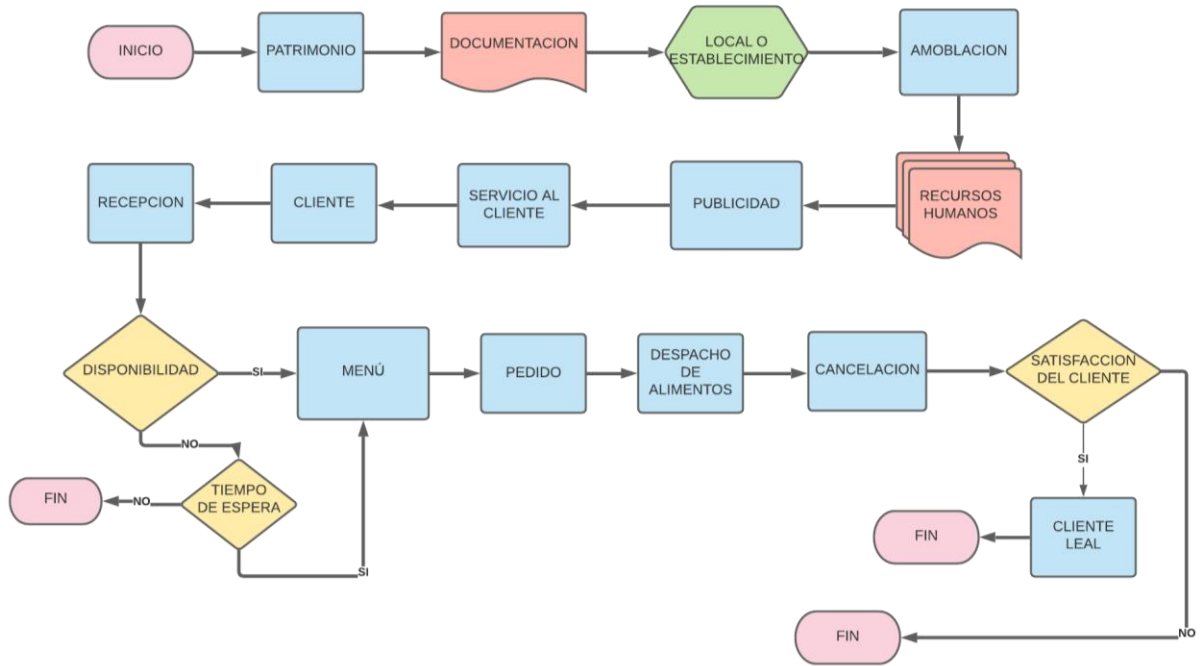 INICIO
PATRIMONIO
DOCUMENTACION
LOCAL O
ESTABLECIMIENTO
AMOBLACION
RECURSOS
HUMANOS
PUBLICIDAD
SERVICIO AL
CLIENTE
CLIENTE
RECEPCION
DISPONIBILIDAD
SI
MENÚ
PEDIDO
DESPACHO
DE
ALIMENTOS
CANCELACION
SATISFACCION
DEL CLIENTE
NO
TIEMPO
DE ESPERA
NO
FIN
SI
SI
CLIENTE
LEAL
FIN
NO
FIN